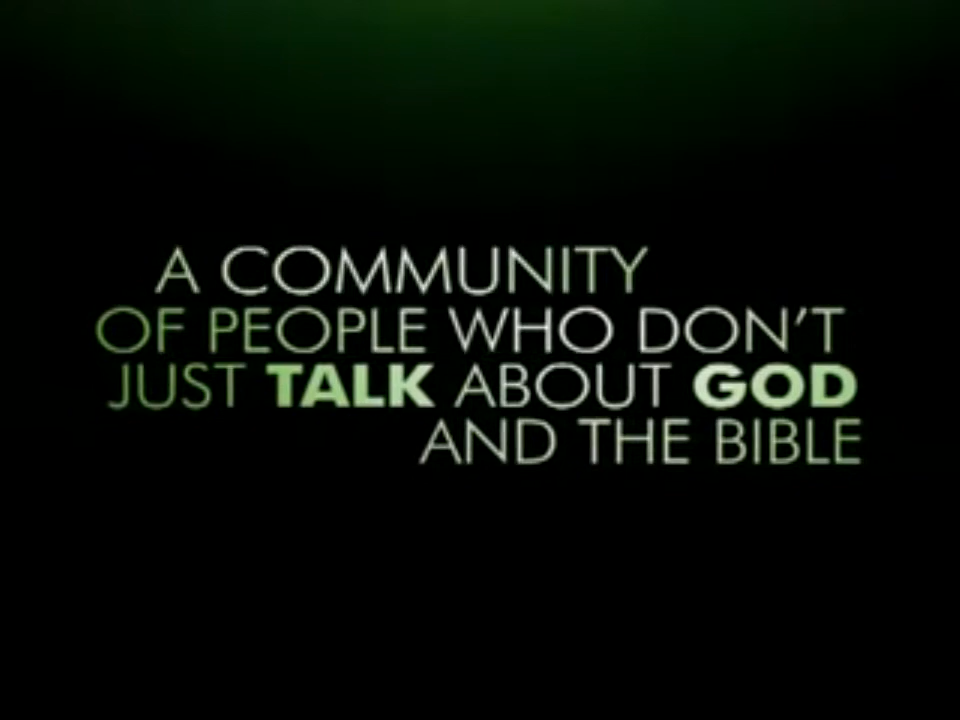 A COMMUNITY
OF PEOPLE WHO DON'T
JUST TALK ABOUT GOD
AND THE BIBLE